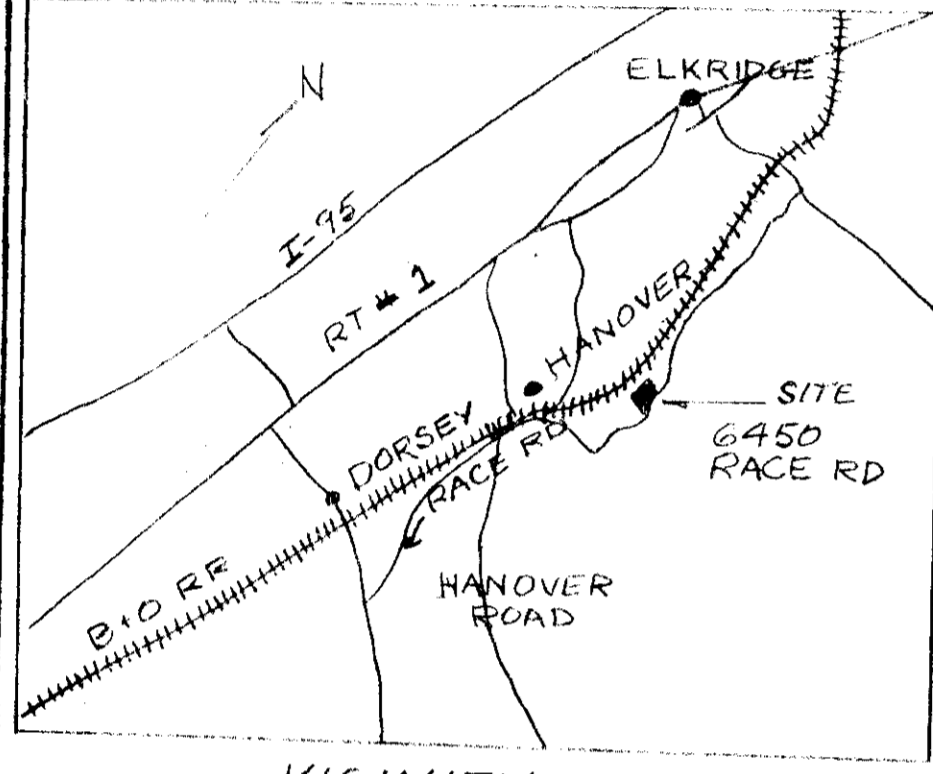 N
ELKRIDGE
I-95
RT # 1
HANOVER
DORSEY
RACE RD
SITE
6450
RACE RD
HANOVER
ROAD
B+O RR